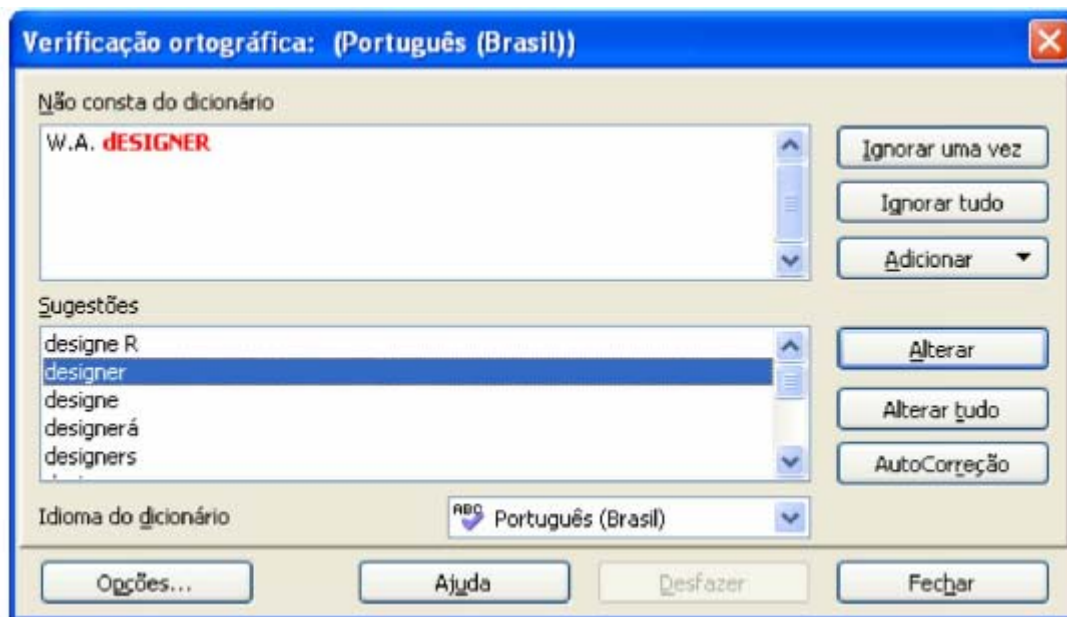 Verificação ortográfica: (Português (Brasil))
Não consta do dicionário
W.A. dESIGNER
Ignorar uma vez
Ignorar tudo
Adicionar
Sugestões
designe R
designer
designe
designerá
designers
Alterar
Alterar tudo
AutoCorreção
Idioma do dicionário
ABC Português (Brasil)
Opções...
Ajuda
Desfazer
Fechar